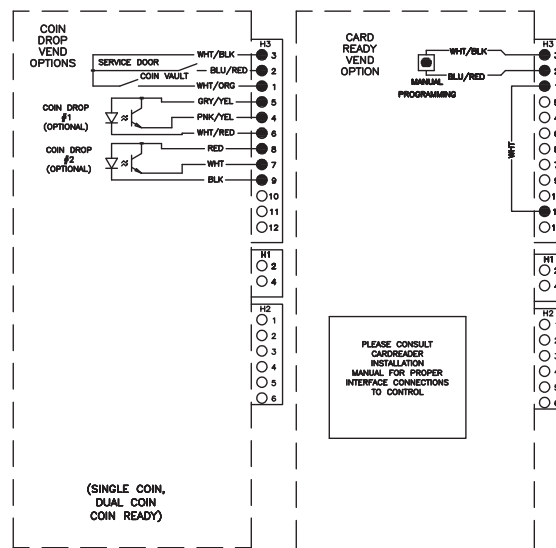 COIN
DROP
VEND
OPTIONS
H3
WHT/BLK 3
SERVICE DOOR
BLU/RED 2
COIN VAULT
WHT/ORG 1
GRY/YEL 5
COIN DROP
#1
(OPTIONAL)
PNK/YEL 4
WHT/RED 6
RED 8
COIN DROP
#2
(OPTIONAL)
WHT 7
BLK 9
10
11
12
H1
2
4
H2
1
2
3
4
5
6
(SINGLE COIN,
DUAL COIN
COIN READY)
CARD
READY
VEND
OPTION
H3
WHT/BLK 3
BLU/RED 2
MANUAL
PROGRAMMING
WHT
H1
H2
PLEASE CONSULT
CARDREADER
INSTALLATION
MANUAL FOR PROPER
INTERFACE CONNECTIONS
TO CONTROL